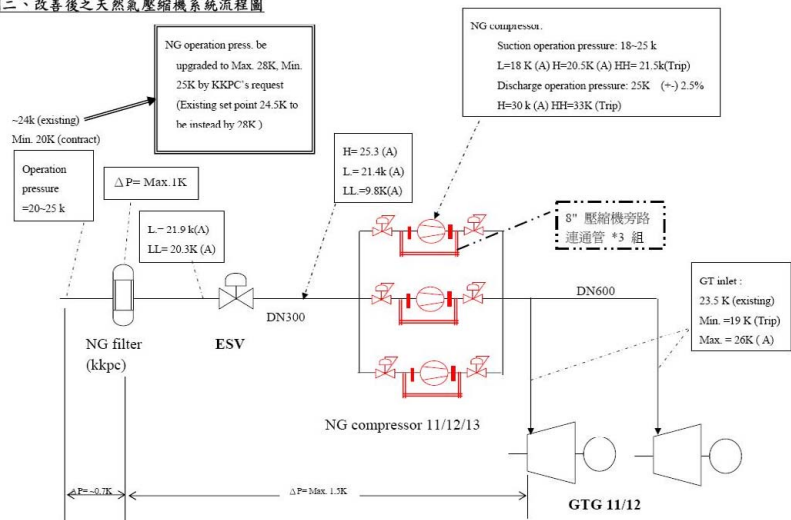 二、改善後之天然氣壓縮機系統流程圖
NG operation press. be
upgraded to Max. 28K, Min.
25K by KKPC's request
(Existing set point 24.5K to
be instead by 28K )
NG compressor:
Suction operation pressure: 18~25 k
L=18 K (A) H=20.5K (A) HH= 21.5k(Trip)
Discharge operation pressure: 25K (+-) 2.5%
H=30 k (A) HH=33K (Trip)
~24k (existing)
Min. 20K (contract)
Operation
pressure
=20~25 k
ΔP= Max.1K
L= 21.9 k(A)
LL= 20.3K (A)
H= 25.3 (A)
L= 21.4k (A)
LL=9.8K(A)
8" 壓縮機旁路
連通管 *3 組
GT inlet :
23.5 K (existing)
Min. =19 K (Trip)
Max. = 26K ( A)
DN300
DN600
NG filter
(kkpc)
ESV
NG compressor 11/12/13
ΔP= ~0.7K
ΔP= Max. 1.5K
GTG 11/12